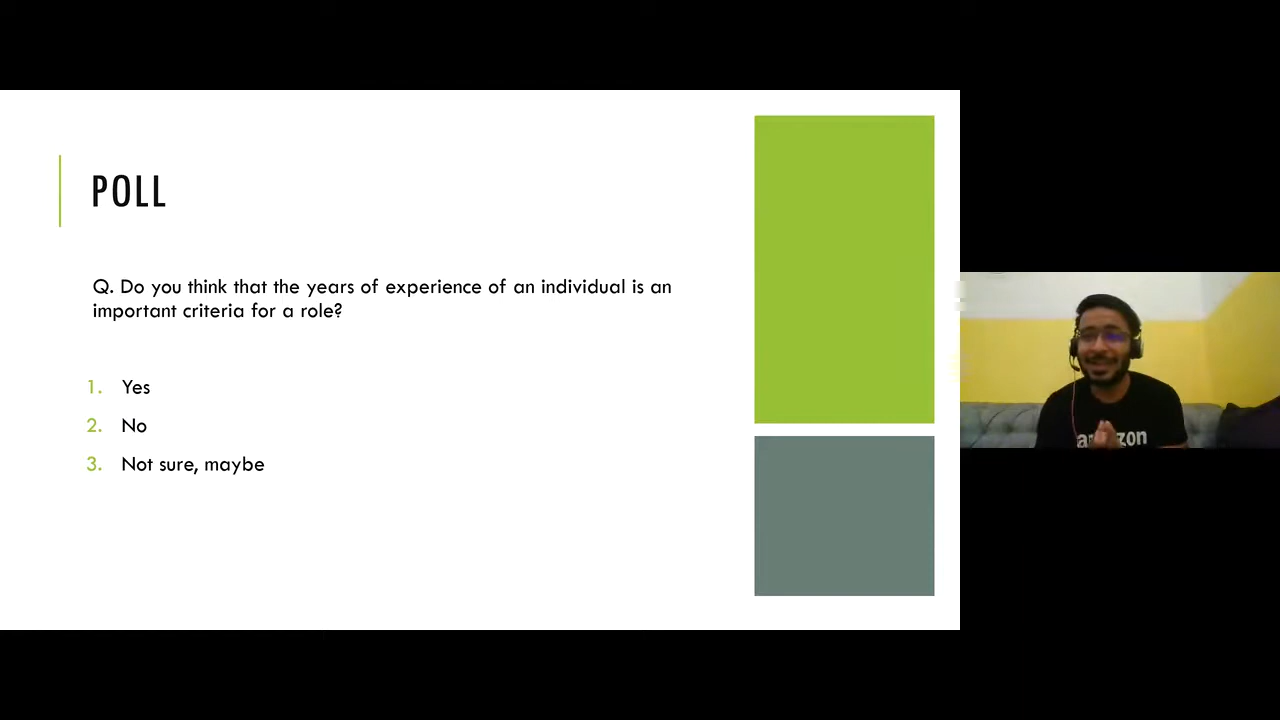 POLL
Q. Do you think that the years of experience of an individual is an
important criteria for a role?
1. Yes
2. No
3. Not sure, maybe
amazon